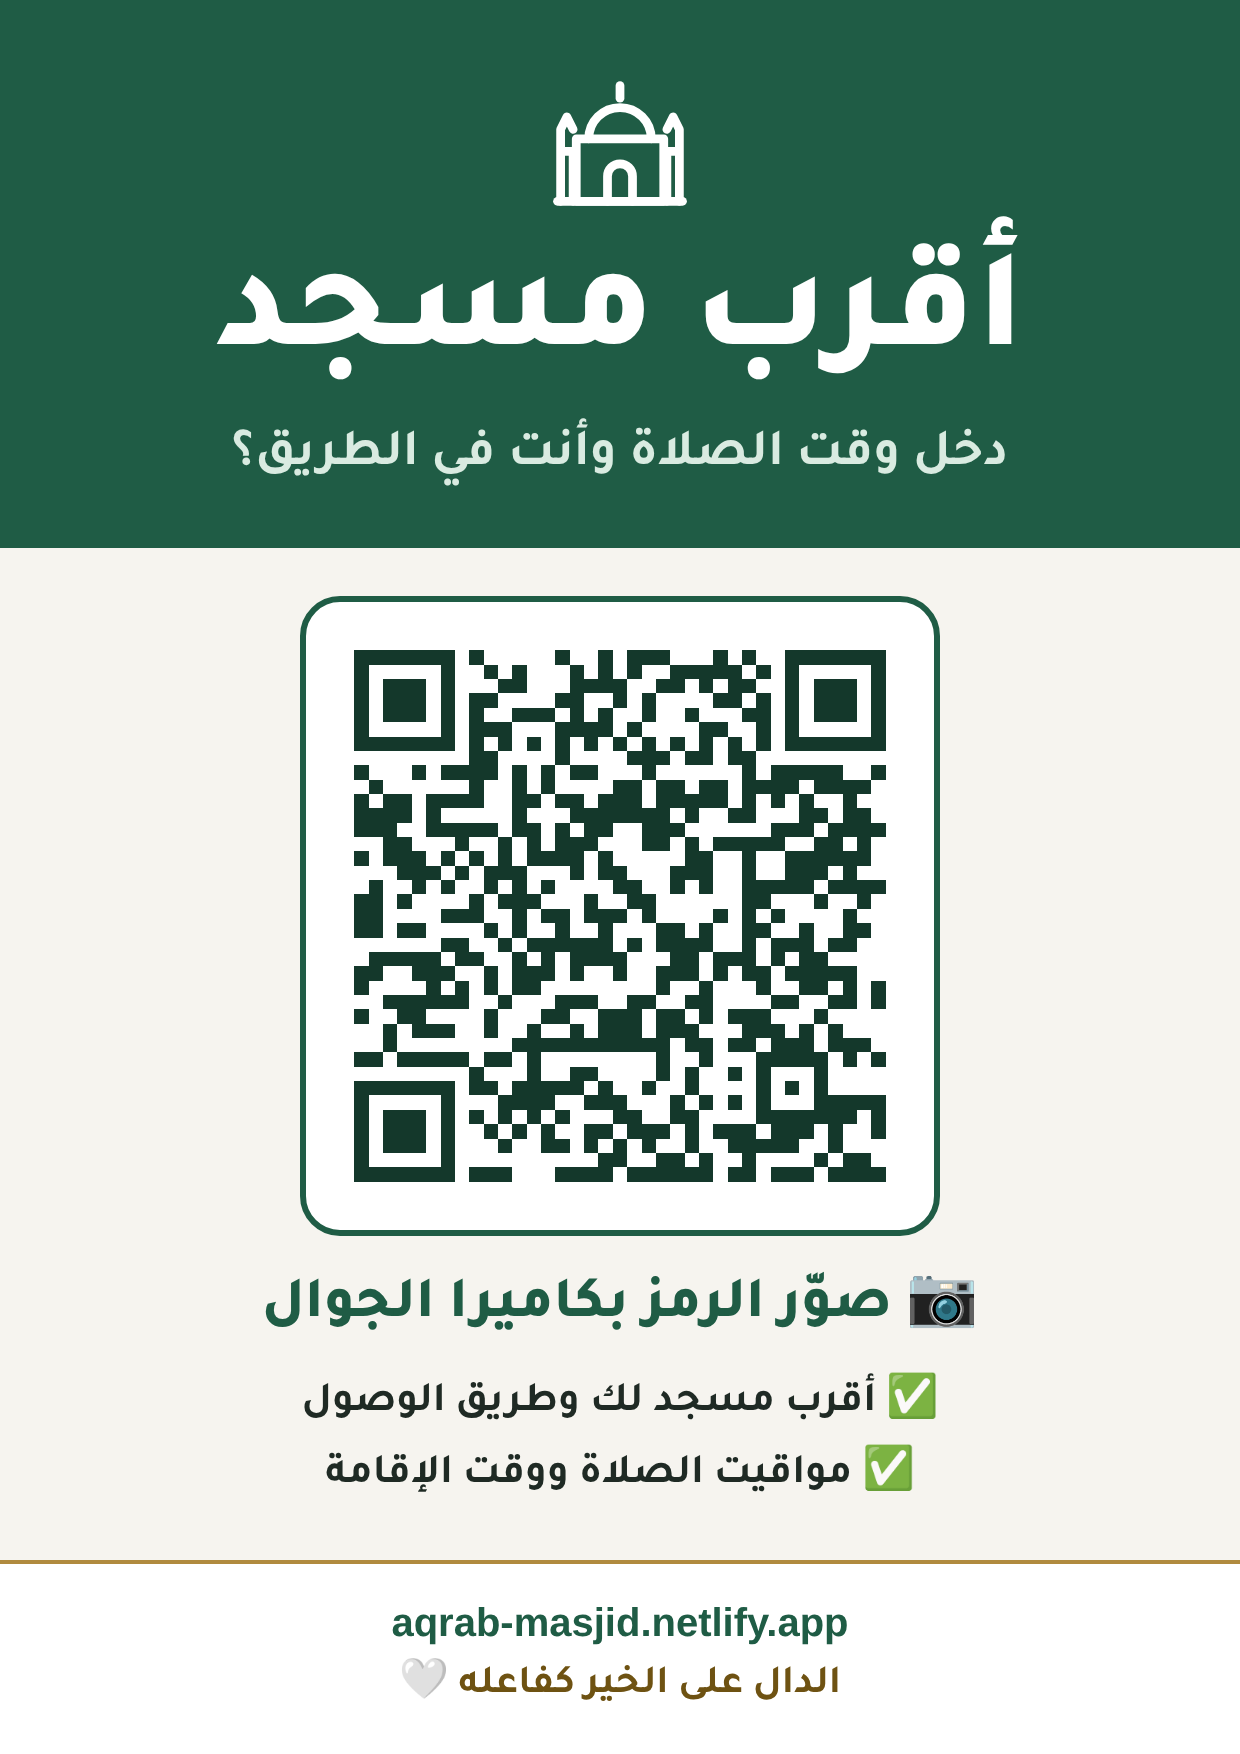 أقرب مسجد
دخل وقت الصلاة وأنت في الطريق؟
📷 صوّر الرمز بكاميرا الجوال
✅ أقرب مسجد لك وطريق الوصول
✅ مواقيت الصلاة ووقت الإقامة
aqrab-masjid.netlify.app
الدال على الخير كفاعله 🤍